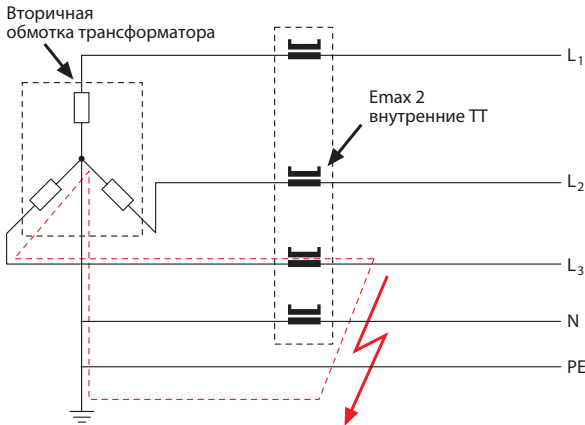 Вторичная
обмотка трансформатора
L1
Emax 2
внутренние ТТ
L2
L3
N
PE